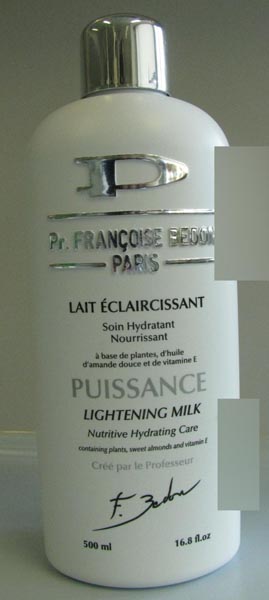 Pr. FRANÇOISE BEDON
PARIS
LAIT ÉCLAIRCISSANT
Soin Hydratant
Nourrissant
à base de plantes, d'huile
d'amande douce et de vitamine E
PUISSANCE
LIGHTENING MILK
Nutritive Hydrating Care
containing plants, sweet almonds and vitamin E
Créé par le Professeur
F. Bedon
500 ml 16.8 fl.oz